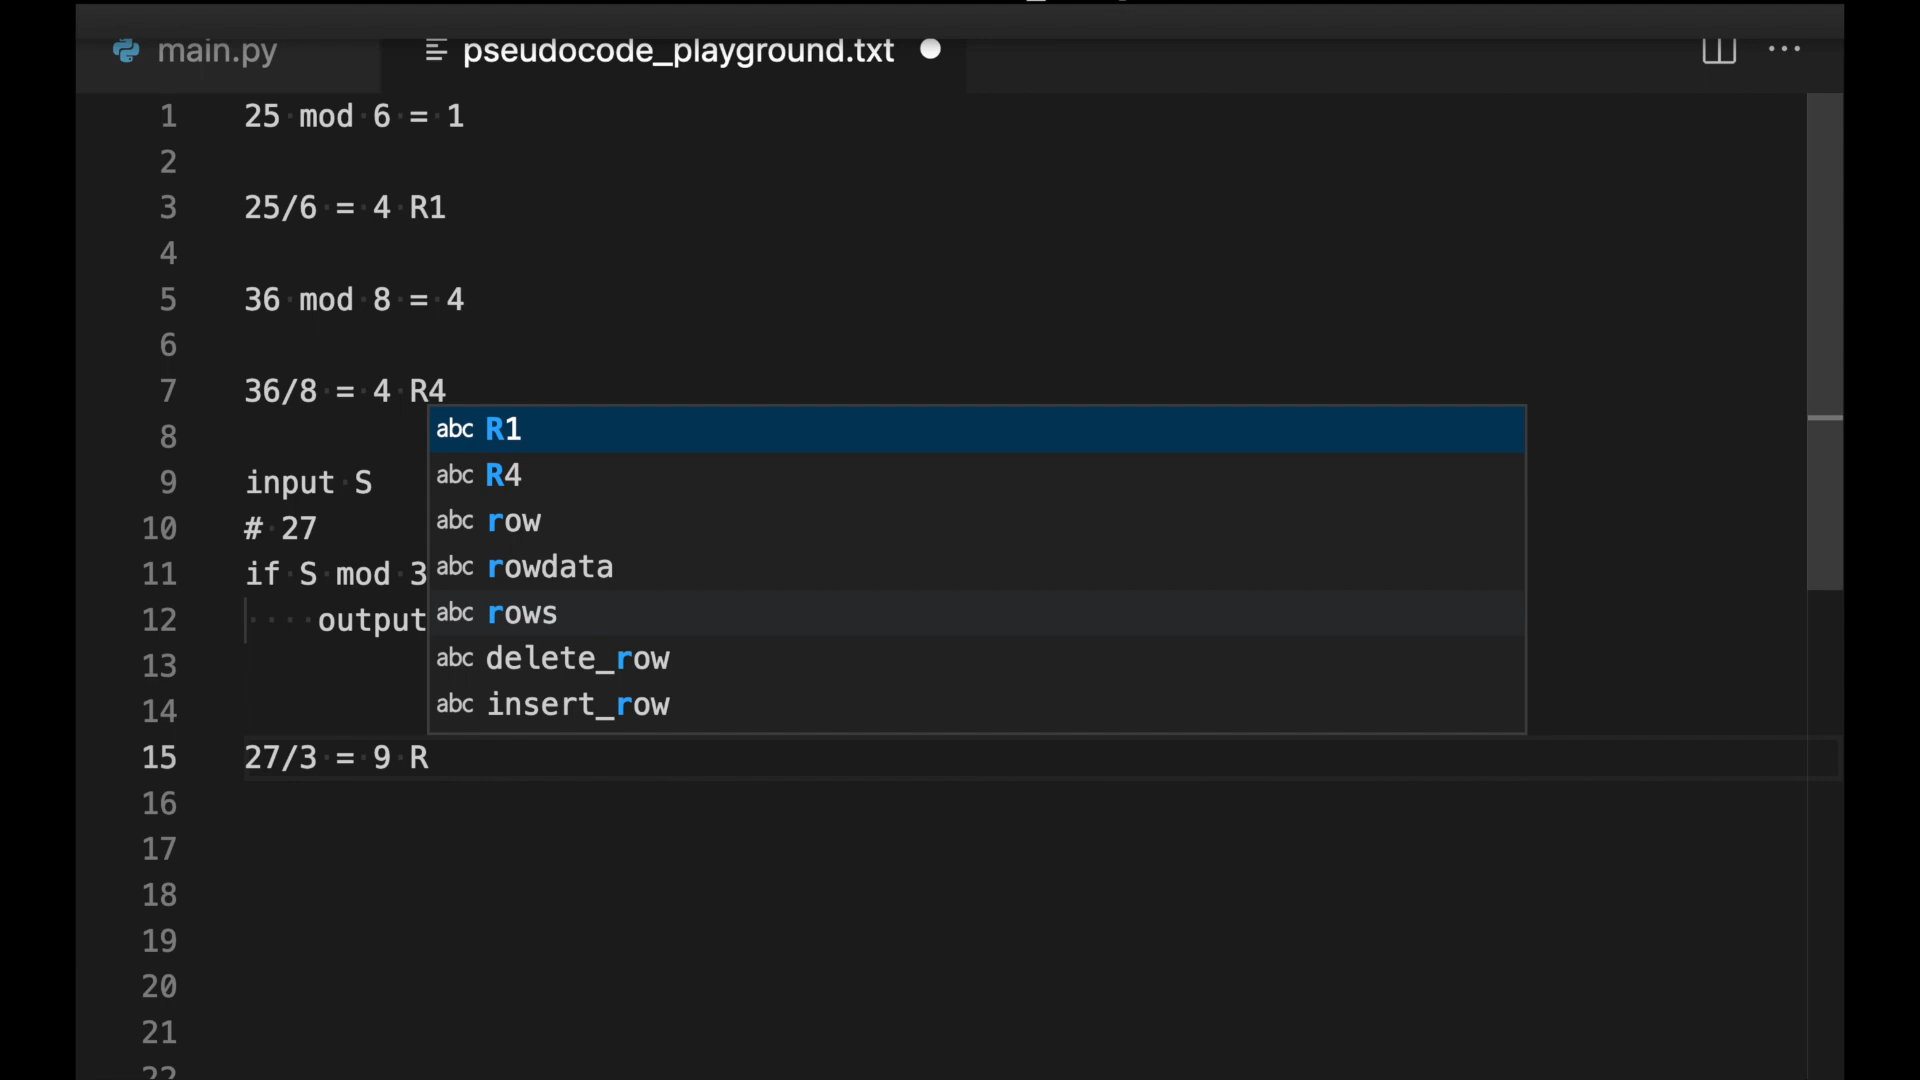 main.py
pseudocode_playground.txt
1 25 mod 6 = 1
2
3 25/6 = 4 R1
4
5 36 mod 8 = 4
6
7 36/8 = 4 R4
8
9 input S
10 # 27
11 if S mod 3
12 output
13
14
15 27/3 = 9 R
16
17
18
19
20
21
22
abc R1
abc R4
abc row
abc rowdata
abc rows
abc delete_row
abc insert_row